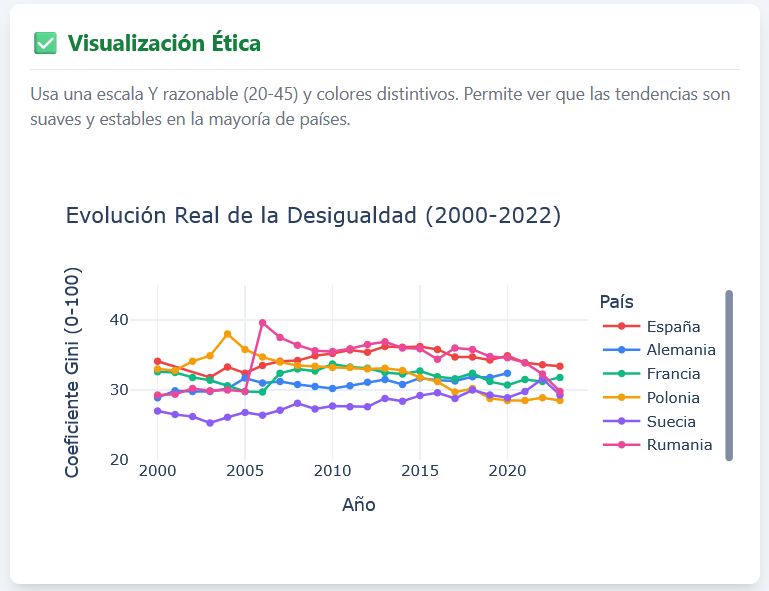 Visualización Ética
Usa una escala Y razonable (20-45) y colores distintivos. Permite ver que las tendencias son
suaves y estables en la mayoría de países.
Evolución Real de la Desigualdad (2000-2022)
Coeficiente Gini (0-100)
40
30
20
2000 2005 2010 2015 2020
Año
País
España
Alemania
Francia
Polonia
Suecia
Rumania